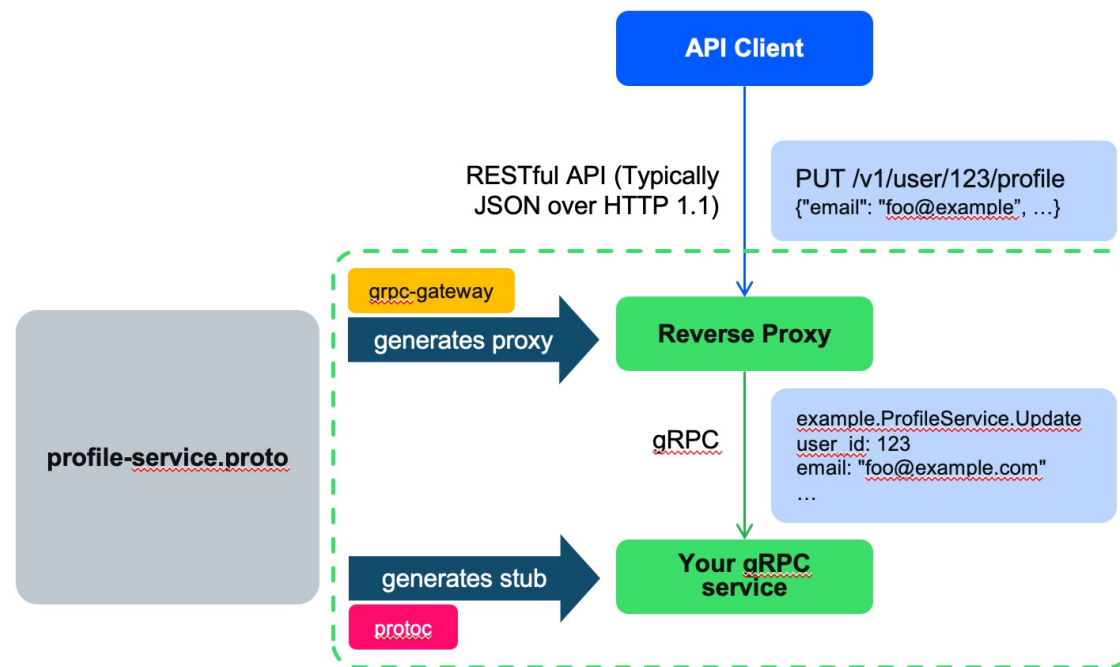 API Client
RESTful API (Typically
JSON over HTTP 1.1)
PUT /v1/user/123/profile
{"email": "foo@example”, …}
grpc-gateway
generates proxy
Reverse Proxy
profile-service.proto
gRPC
example.ProfileService.Update
user_id: 123
email: "foo@example.com"
…
generates stub
protoc
Your gRPC
service